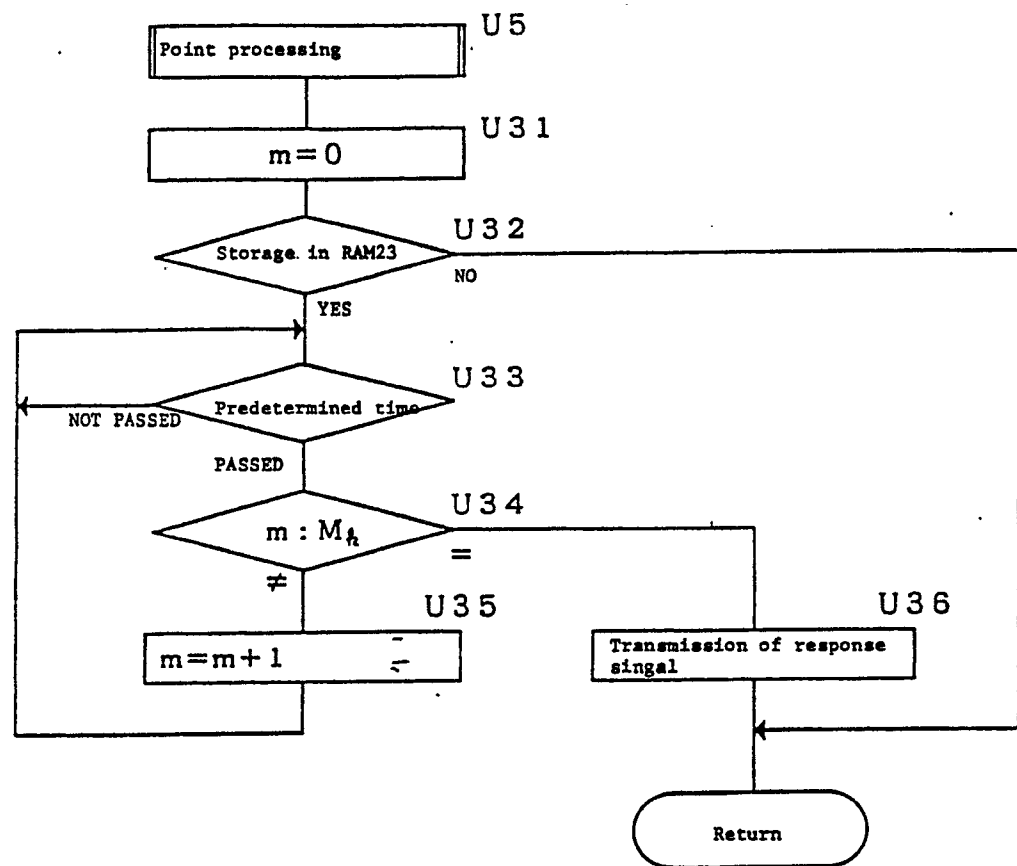 U5
Point processing
U31
m=0
U32
Storage in RAM23
NO
YES
U33
Predetermined time
NOT PASSED
PASSED
U34
m : M
=
≠
U35
m=m+1
U36
Transmission of response
singal
Return